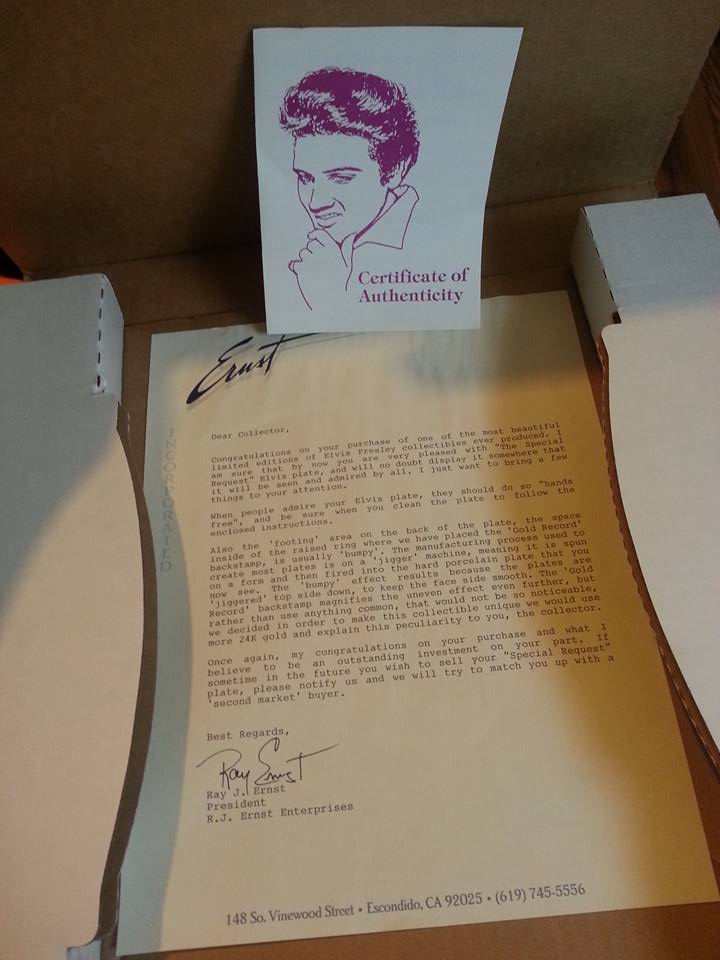 Certificate of
Authenticity
Ernst
INCORPORATED
Dear Collector,
Congratulations on your purchase of one of the most beautiful
limited editions of Elvis Presley collectibles ever produced. I
am sure that by now you are very pleased with "The Special
Request" Elvis plate, and will no doubt display it somewhere that
it will be seen and admired by all. I just want to bring a few
things to your attention.
When people admire your Elvis plate, they should do so "hands
free", and be sure when you clean the plate to follow the
enclosed instructions.
Also the 'footing' area on the back of the plate, the space
inside of the raised ring where we have placed the 'Gold Record'
backstamp, is usually 'bumpy'. The manufacturing process used to
create most plates is on a 'jigger' machine, meaning it is spun
on a form and then fired into the hard porcelain plate that you
now see. The 'bumpy' effect results because the plates are
'jiggered' top side down, to keep the face side smooth. The 'Gold
Record' backstamp magnifies the uneven effect even further, but
rather than use anything common, that would not be so noticeable,
we decided in order to make this collectible unique we would use
more 24K gold and explain this peculiarity to you, the collector.
Once again, my congratulations on your purchase and what I
believe to be an outstanding investment on your part. If
sometime in the future you wish to sell your "Special Request"
plate, please notify us and we will try to match you up with a
'second market' buyer.
Best Regards,
Ray Ernst
Ray J. Ernst
President
R.J. Ernst Enterprises
148 So. Vinewood Street • Escondido, CA 92025 • (619) 745-5556